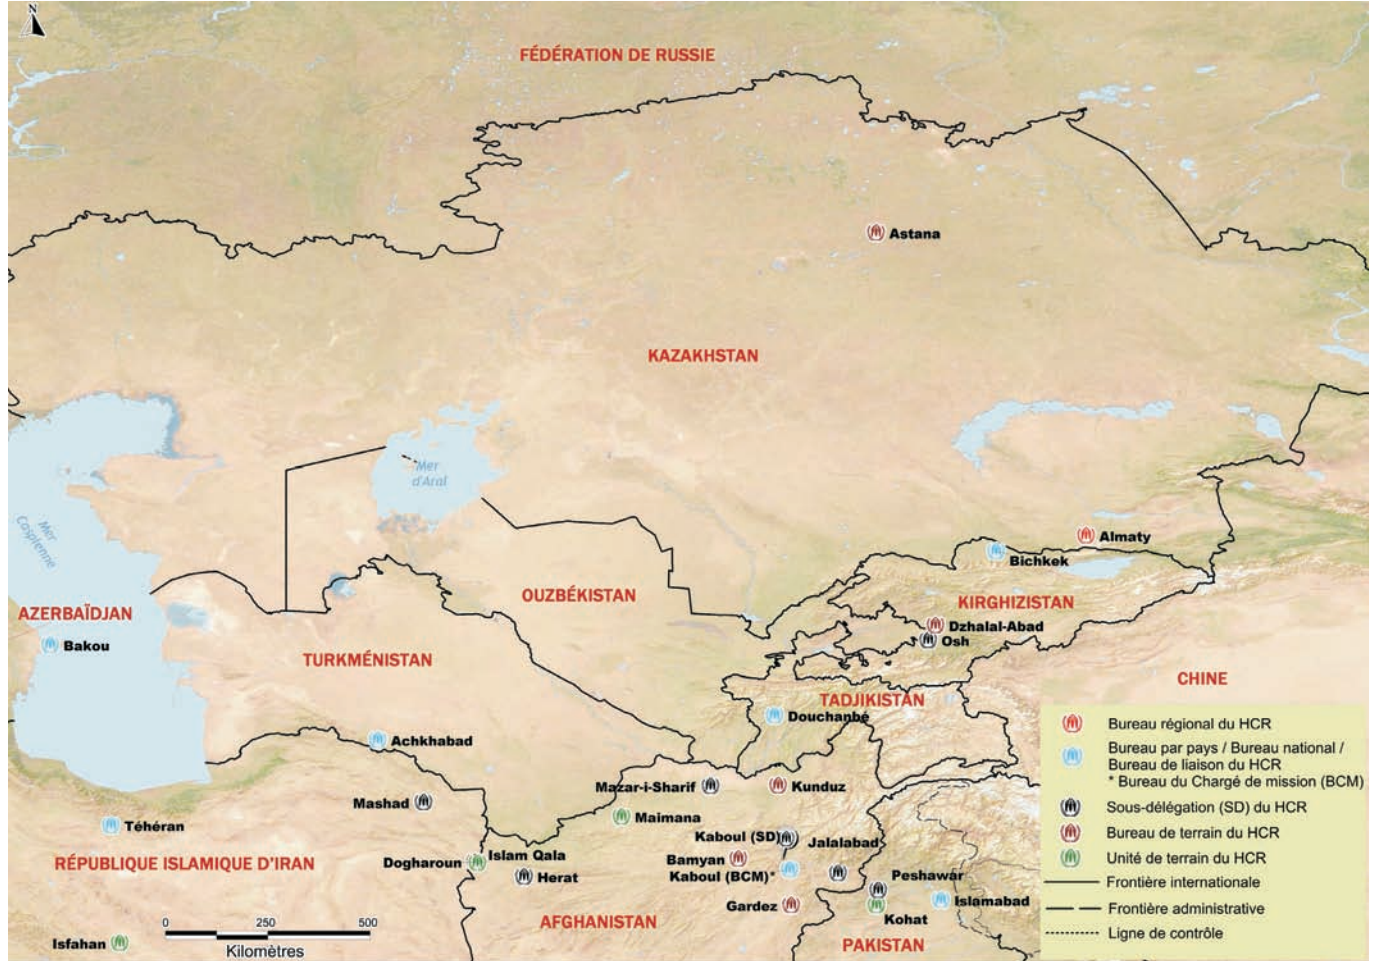 N
FÉDÉRATION DE RUSSIE
Astana
KAZAKHSTAN
Mer
d'Aral
Mer
Caspienne
Almaty
Bichkek
OUZBÉKISTAN
KIRGHIZISTAN
AZERBAÏDJAN
Dzhalal-Abad
Osh
Bakou
TURKMÉNISTAN
CHINE
TADJIKISTAN
Douchanbé
Achkhabad
Mazar-i-Sharif
Kunduz
Mashad
Maimana
Téhéran
Kaboul (SD)
Jalalabad
RÉPUBLIQUE ISLAMIQUE D'IRAN
Dogharoun
Islam Qala
Herat
Bamyan
Kaboul (BCM)*
Peshawar
Islamabad
Gardez
Kohat
AFGHANISTAN
PAKISTAN
Isfahan
0 250 500
Kilomètres
Bureau régional du HCR
Bureau par pays / Bureau national /
Bureau de liaison du HCR
* Bureau du Chargé de mission (BCM)
Sous-délégation (SD) du HCR
Bureau de terrain du HCR
Unité de terrain du HCR
Frontière internationale
Frontière administrative
Ligne de contrôle